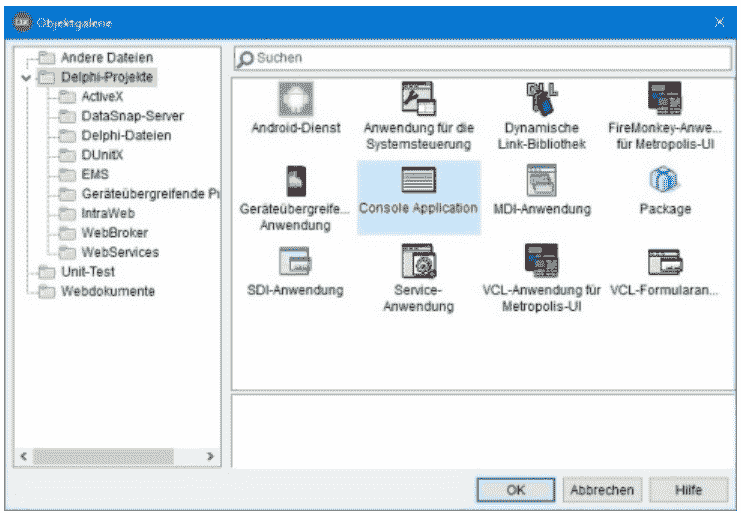 Objektgalerie
Andere Dateien
Delphi-Projekte
ActiveX
DataSnap-Server
Delphi-Dateien
DUnitX
EMS
Geräteübergreifende Pr
IntraWeb
WebBroker
WebServices
Unit-Test
Webdokumente
Suchen
Android-Dienst
Anwendung für die
Systemsteuerung
Dynamische
Link-Bibliothek
FireMonkey-Anwe...
für Metropolis-UI
Geräteübergreife...
Anwendung
Console Application
MDI-Anwendung
Package
SDI-Anwendung
Service-
Anwendung
VCL-Anwendung für
Metropolis-UI
VCL-Formularan...
OK
Abbrechen
Hilfe